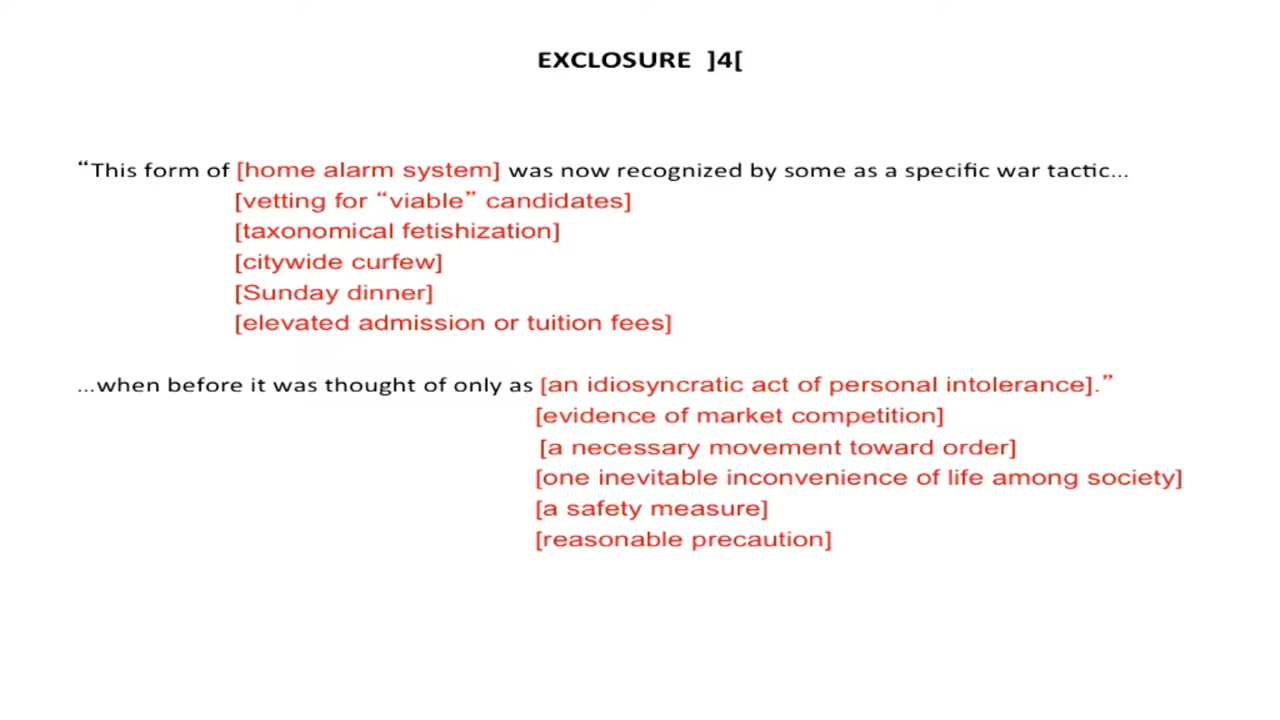 EXCLOSURE ]4[
“This form of [home alarm system] was now recognized by some as a specific war tactic...
[vetting for “viable” candidates]
[taxonomical fetishization]
[citywide curfew]
[Sunday dinner]
[elevated admission or tuition fees]
...when before it was thought of only as [an idiosyncratic act of personal intolerance].”
[evidence of market competition]
[a necessary movement toward order]
[one inevitable inconvenience of life among society]
[a safety measure]
[reasonable precaution]